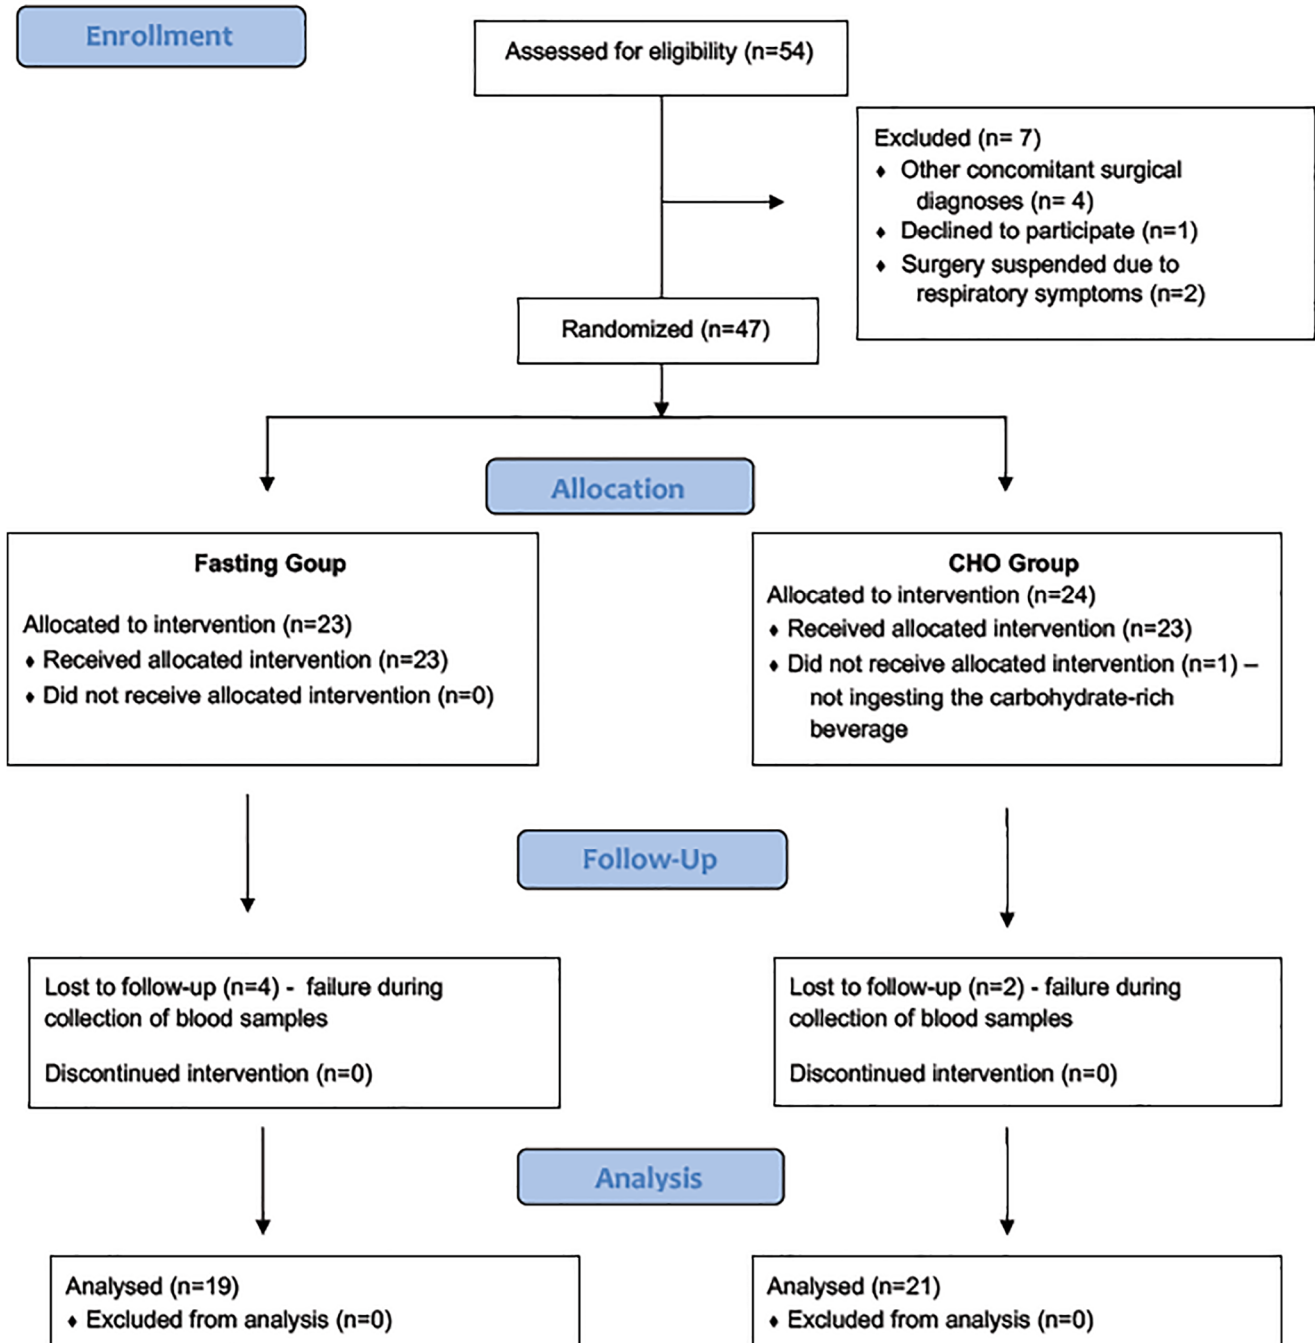 Enrollment
Assessed for eligibility (n=54)
Excluded (n= 7)
♦ Other concomitant surgical
diagnoses (n= 4)
♦ Declined to participate (n=1)
♦ Surgery suspended due to
respiratory symptoms (n=2)
Randomized (n=47)
Allocation
Fasting Goup
Allocated to intervention (n=23)
♦ Received allocated intervention (n=23)
♦ Did not receive allocated intervention (n=0)
CHO Group
Allocated to intervention (n=24)
♦ Received allocated intervention (n=23)
♦ Did not receive allocated intervention (n=1) –
not ingesting the carbohydrate-rich
beverage
Follow-Up
Lost to follow-up (n=4) - failure during
collection of blood samples
Discontinued intervention (n=0)
Lost to follow-up (n=2) - failure during
collection of blood samples
Discontinued intervention (n=0)
Analysis
Analysed (n=19)
♦ Excluded from analysis (n=0)
Analysed (n=21)
♦ Excluded from analysis (n=0)